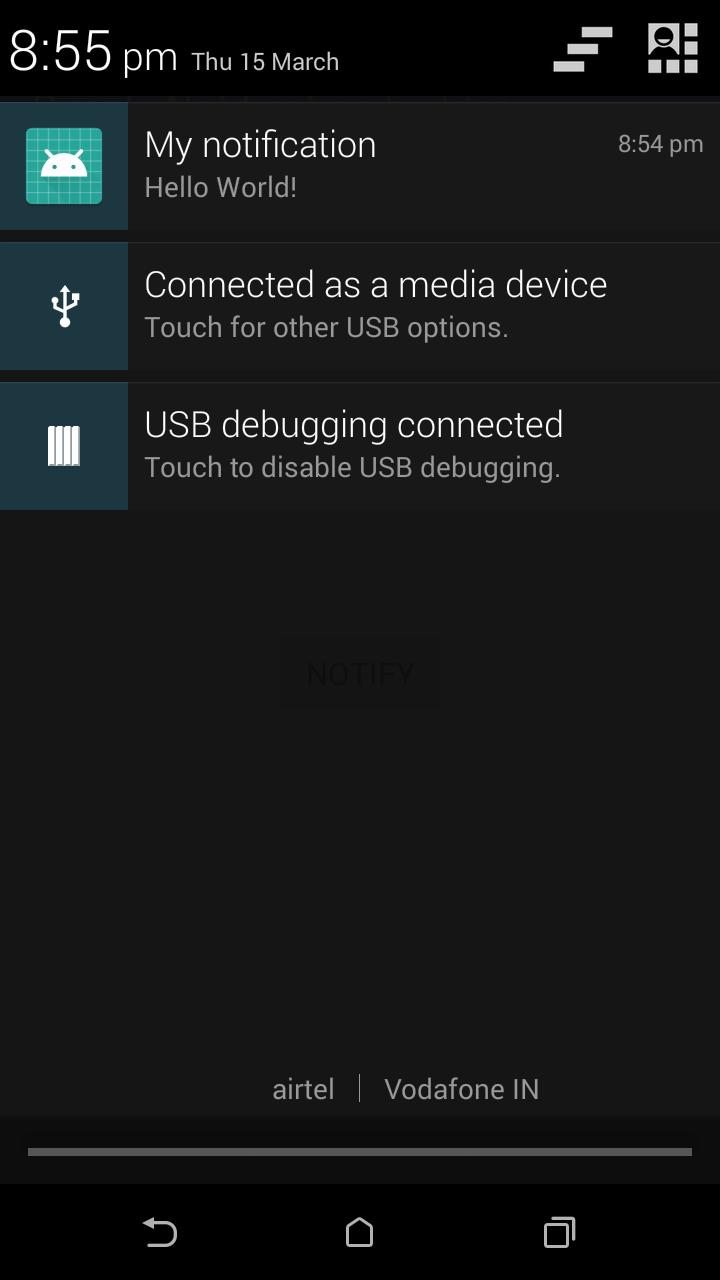 8:55 pm Thu 15 March
My notification 8:54 pm
Hello World!
Connected as a media device
Touch for other USB options.
USB debugging connected
Touch to disable USB debugging.
NOTIFY
airtel | Vodafone IN